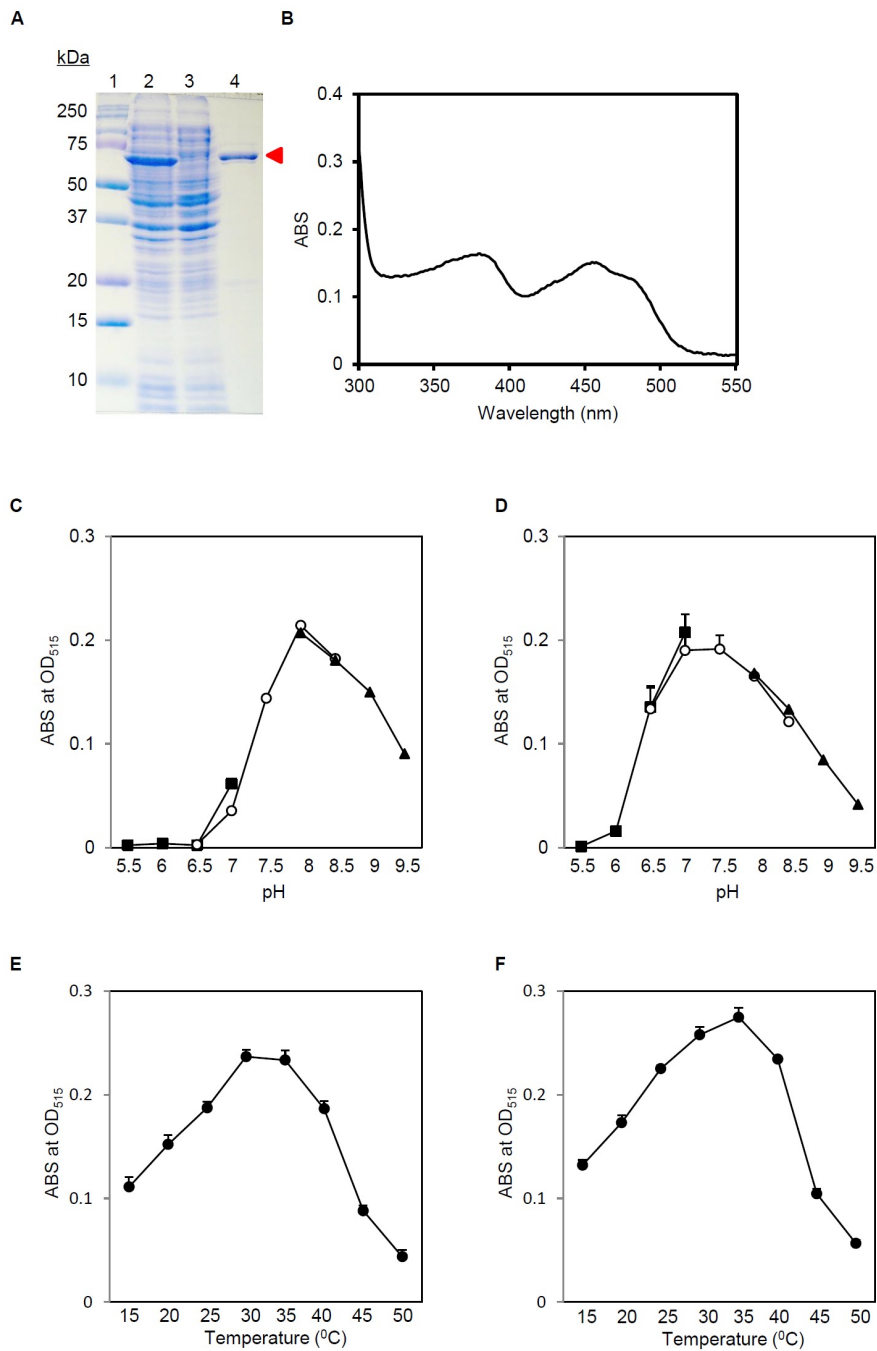 A
kDa
1 2 3 4
250
75
50
37
20
15
10
B
0.4
0.3
0.2
0.1
0
ABS
300 350 400 450 500 550
Wavelength (nm)
C
0.3
0.2
0.1
0
ABS at OD515
5.5 6 6.5 7 7.5 8 8.5 9 9.5
pH
D
0.3
0.2
0.1
0
ABS at OD515
5.5 6 6.5 7 7.5 8 8.5 9 9.5
pH
E
0.3
0.2
0.1
0
ABS at OD515
15 20 25 30 35 40 45 50
Temperature (⁰C)
F
0.3
0.2
0.1
0
ABS at OD515
15 20 25 30 35 40 45 50
Temperature (⁰C)